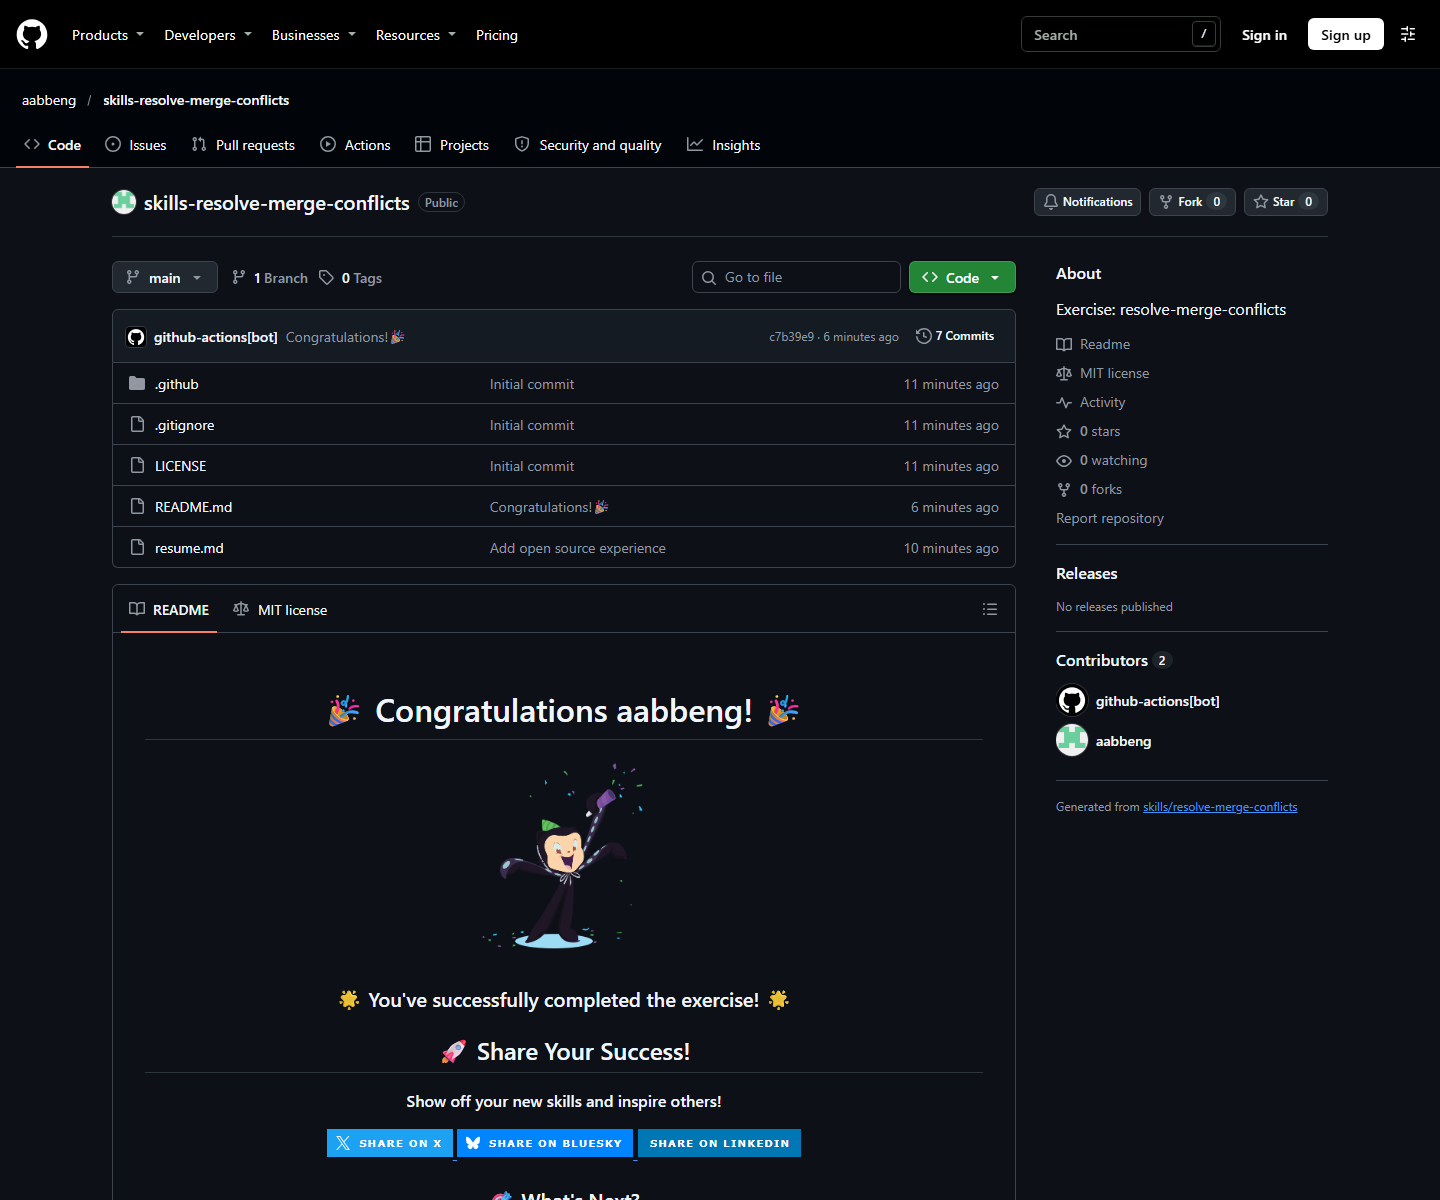 Products Developers Businesses Resources Pricing Search / Sign in Sign up
aabbeng / skills-resolve-merge-conflicts
Code Issues Pull requests Actions Projects Security and quality Insights
skills-resolve-merge-conflicts Public Notifications Fork 0 Star 0
main 1 Branch 0 Tags Go to file Code
github-actions[bot] Congratulations!🎉 c7b39e9 · 6 minutes ago 7 Commits
.github Initial commit 11 minutes ago
.gitignore Initial commit 11 minutes ago
LICENSE Initial commit 11 minutes ago
README.md Congratulations!🎉 6 minutes ago
resume.md Add open source experience 10 minutes ago
README MIT license
🎉 Congratulations aabbeng! 🎉
🌟 You've successfully completed the exercise! 🌟
🚀 Share Your Success!
Show off your new skills and inspire others!
SHARE ON X SHARE ON BLUESKY SHARE ON LINKEDIN
🎯 What's Next?
About
Exercise: resolve-merge-conflicts
Readme
MIT license
Activity
0 stars
0 watching
0 forks
Report repository
Releases
No releases published
Contributors 2
github-actions[bot]
aabbeng
Generated from skills/resolve-merge-conflicts